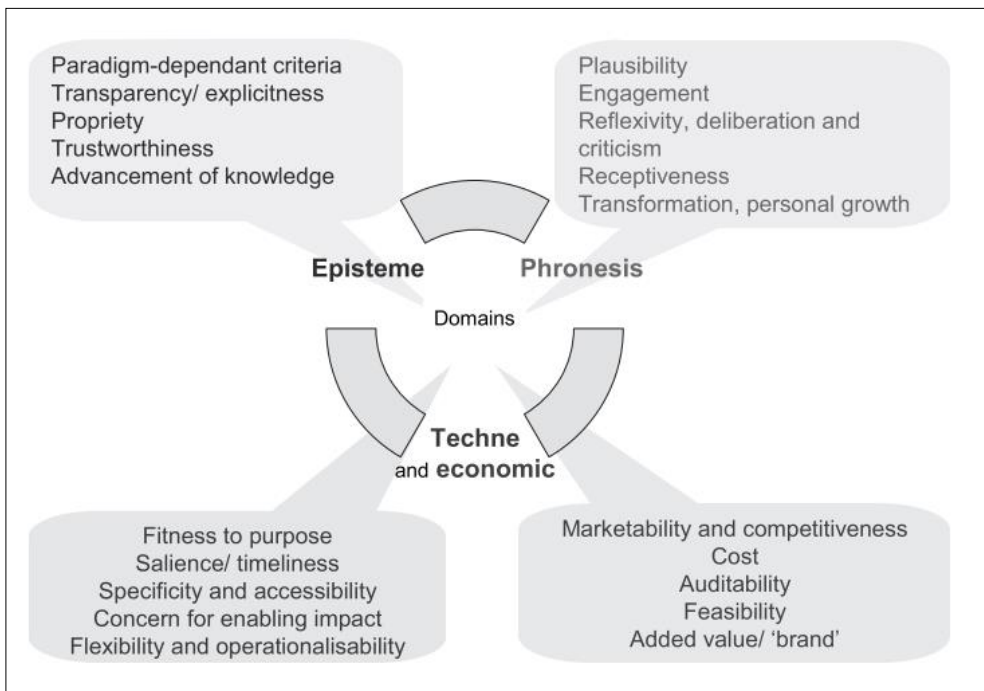 Paradigm-dependant criteria
Transparency/ explicitness
Propriety
Trustworthiness
Advancement of knowledge
Plausibility
Engagement
Reflexivity, deliberation and
criticism
Receptiveness
Transformation, personal growth
Episteme
Phronesis
Domains
Techne
and economic
Fitness to purpose
Salience/ timeliness
Specificity and accessibility
Concern for enabling impact
Flexibility and operationalisability
Marketability and competitiveness
Cost
Auditability
Feasibility
Added value/ ‘brand’